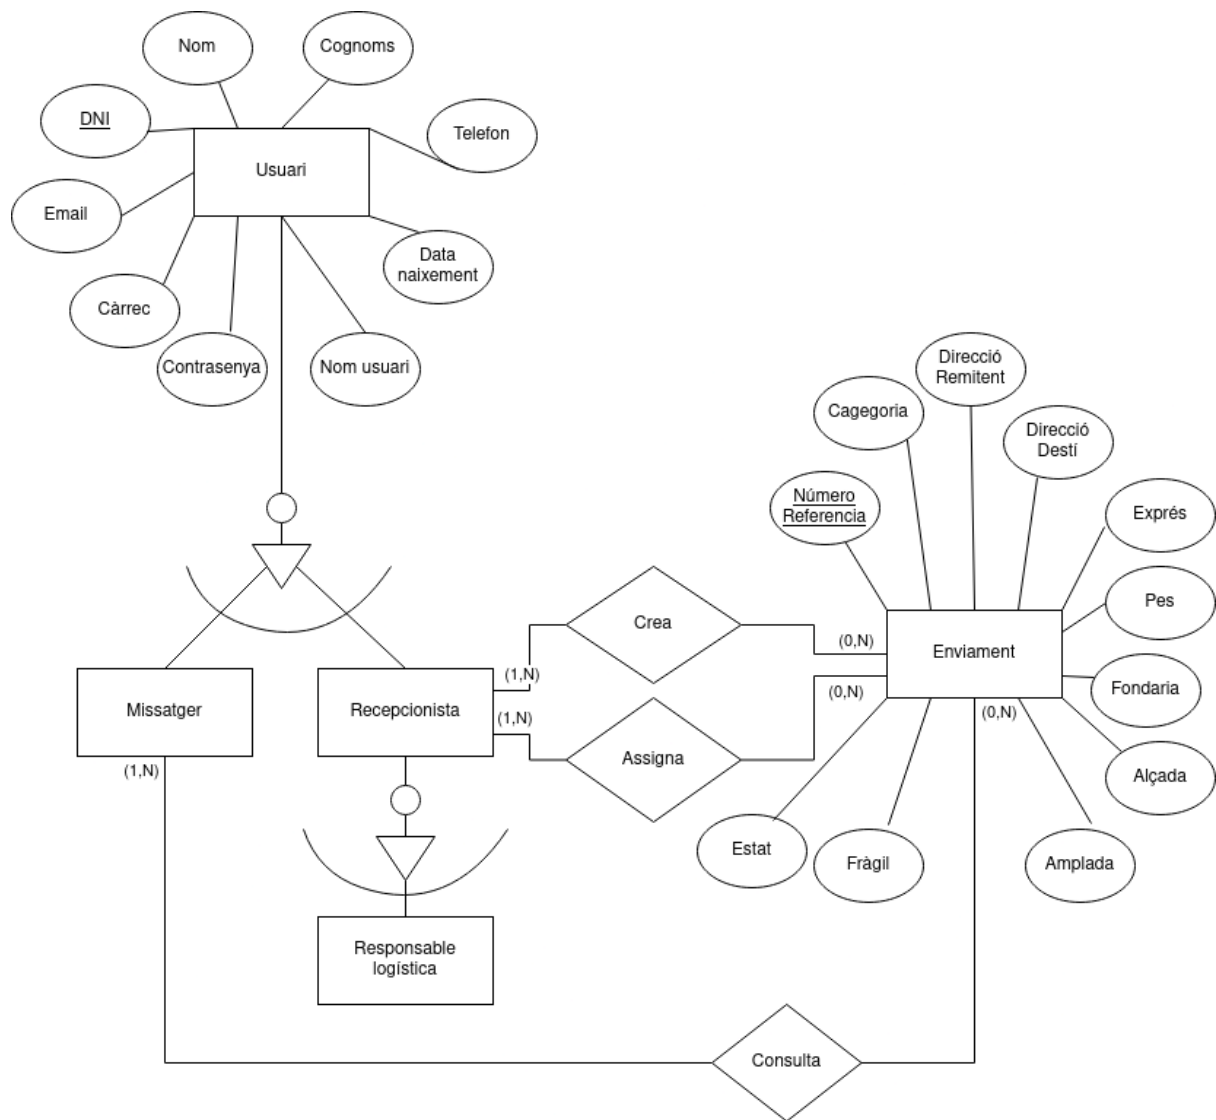 Nom
Cognoms
DNI
Telefon
Usuari
Email
Data
naixement
Càrrec
Contrasenya
Nom usuari
Direcció
Remitent
Cagegoria
Direcció
Destí
Número
Referencia
Exprés
Pes
Crea
(0,N)
Enviament
(1,N)
(0,N)
Fondaria
Missatger
Recepcionista
(1,N)
(0,N)
Assigna
(1,N)
Alçada
Estat
Fràgil
Amplada
Responsable
logística
Consulta